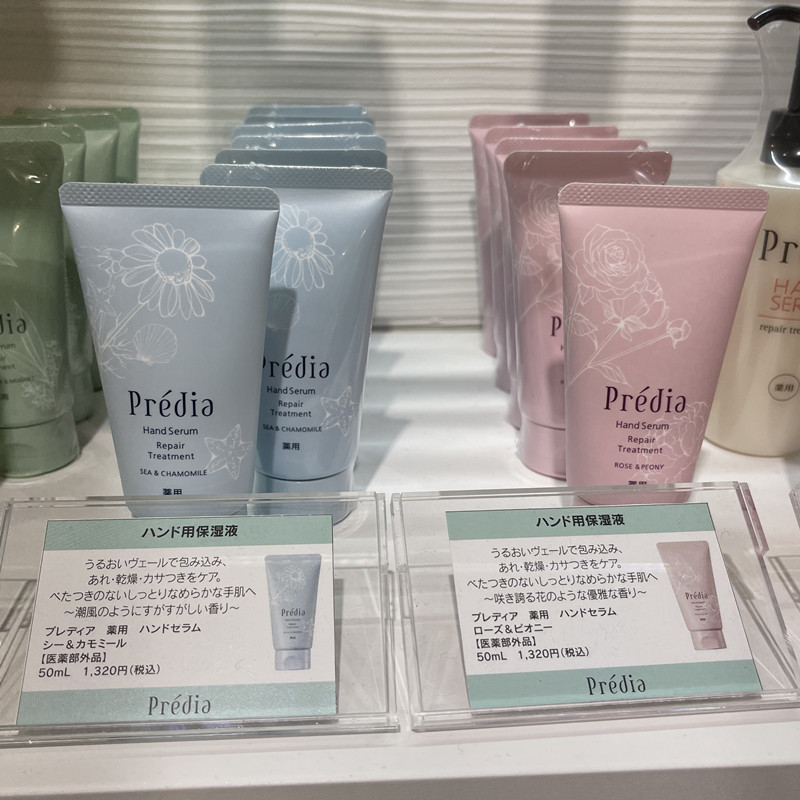 Prédia
Hand Serum
Repair
Treatment
SEA & CHAMOMILE
薬用
Prédia
Hand Serum
Repair
Treatment
SEA & CHAMOMILE
薬用
Prédia
Hand Serum
Repair
Treatment
ROSE & PEONY
薬用
repair
薬用
ハンド用保湿液
うるおいヴェールで包み込み、
あれ・乾燥・カサつきをケア。
べたつきのないしっとりなめらかな手肌へ
～潮風のようにすがすがしい香り～
プレディア 薬用 ハンドセラム
シー＆カモミール
【医薬部外品】
50mL 1,320円(税込)
Prédia
ハンド用保湿液
うるおいヴェールで包み込み、
あれ・乾燥・カサつきをケア。
べたつきのないしっとりなめらかな手肌へ
～咲き誇る花のような優雅な香り～
プレディア 薬用 ハンドセラム
ローズ＆ピオニー
【医薬部外品】
50mL 1,320円(税込)
Prédia